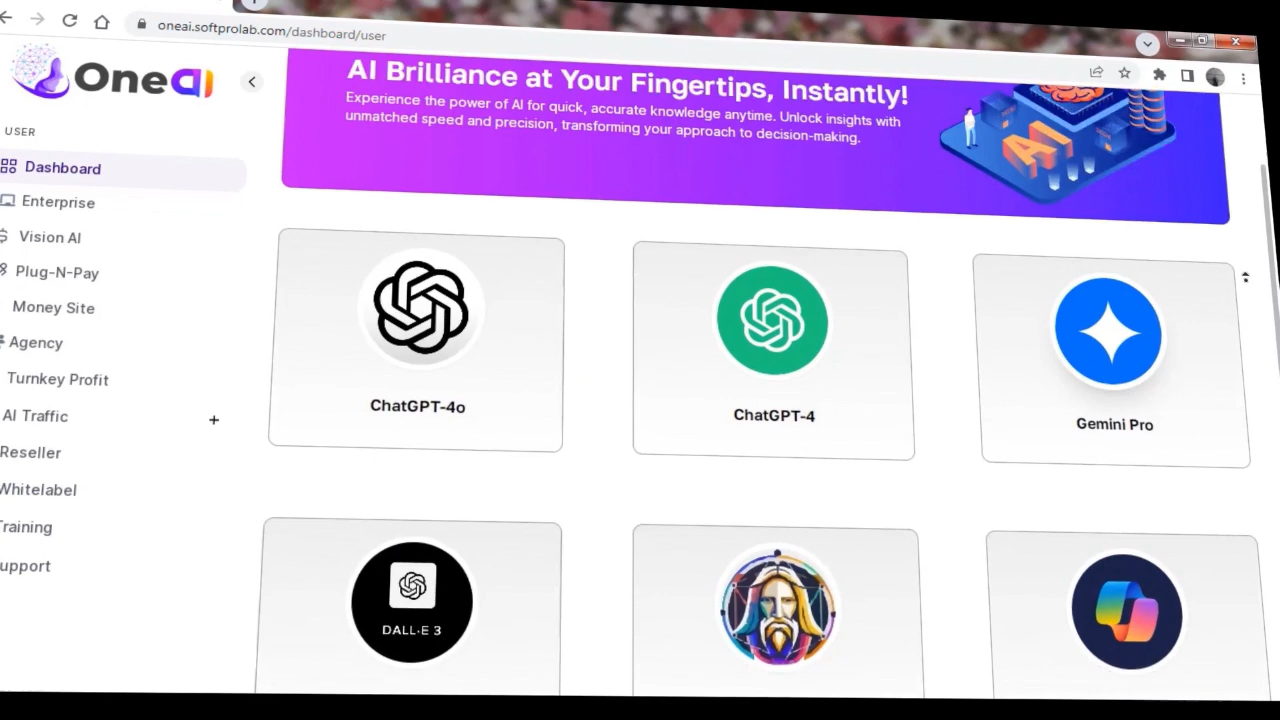 oneai.softprolab.com/dashboard/user
OneAI
USER
Dashboard
Enterprise
Vision AI
Plug-N-Pay
Money Site
Agency
Turnkey Profit
AI Traffic +
Reseller
Whitelabel
Training
upport
AI Brilliance at Your Fingertips, Instantly!
Experience the power of AI for quick, accurate knowledge anytime. Unlock insights with
unmatched speed and precision, transforming your approach to decision-making.
AI
ChatGPT-4o
ChatGPT-4
Gemini Pro
DALL·E 3